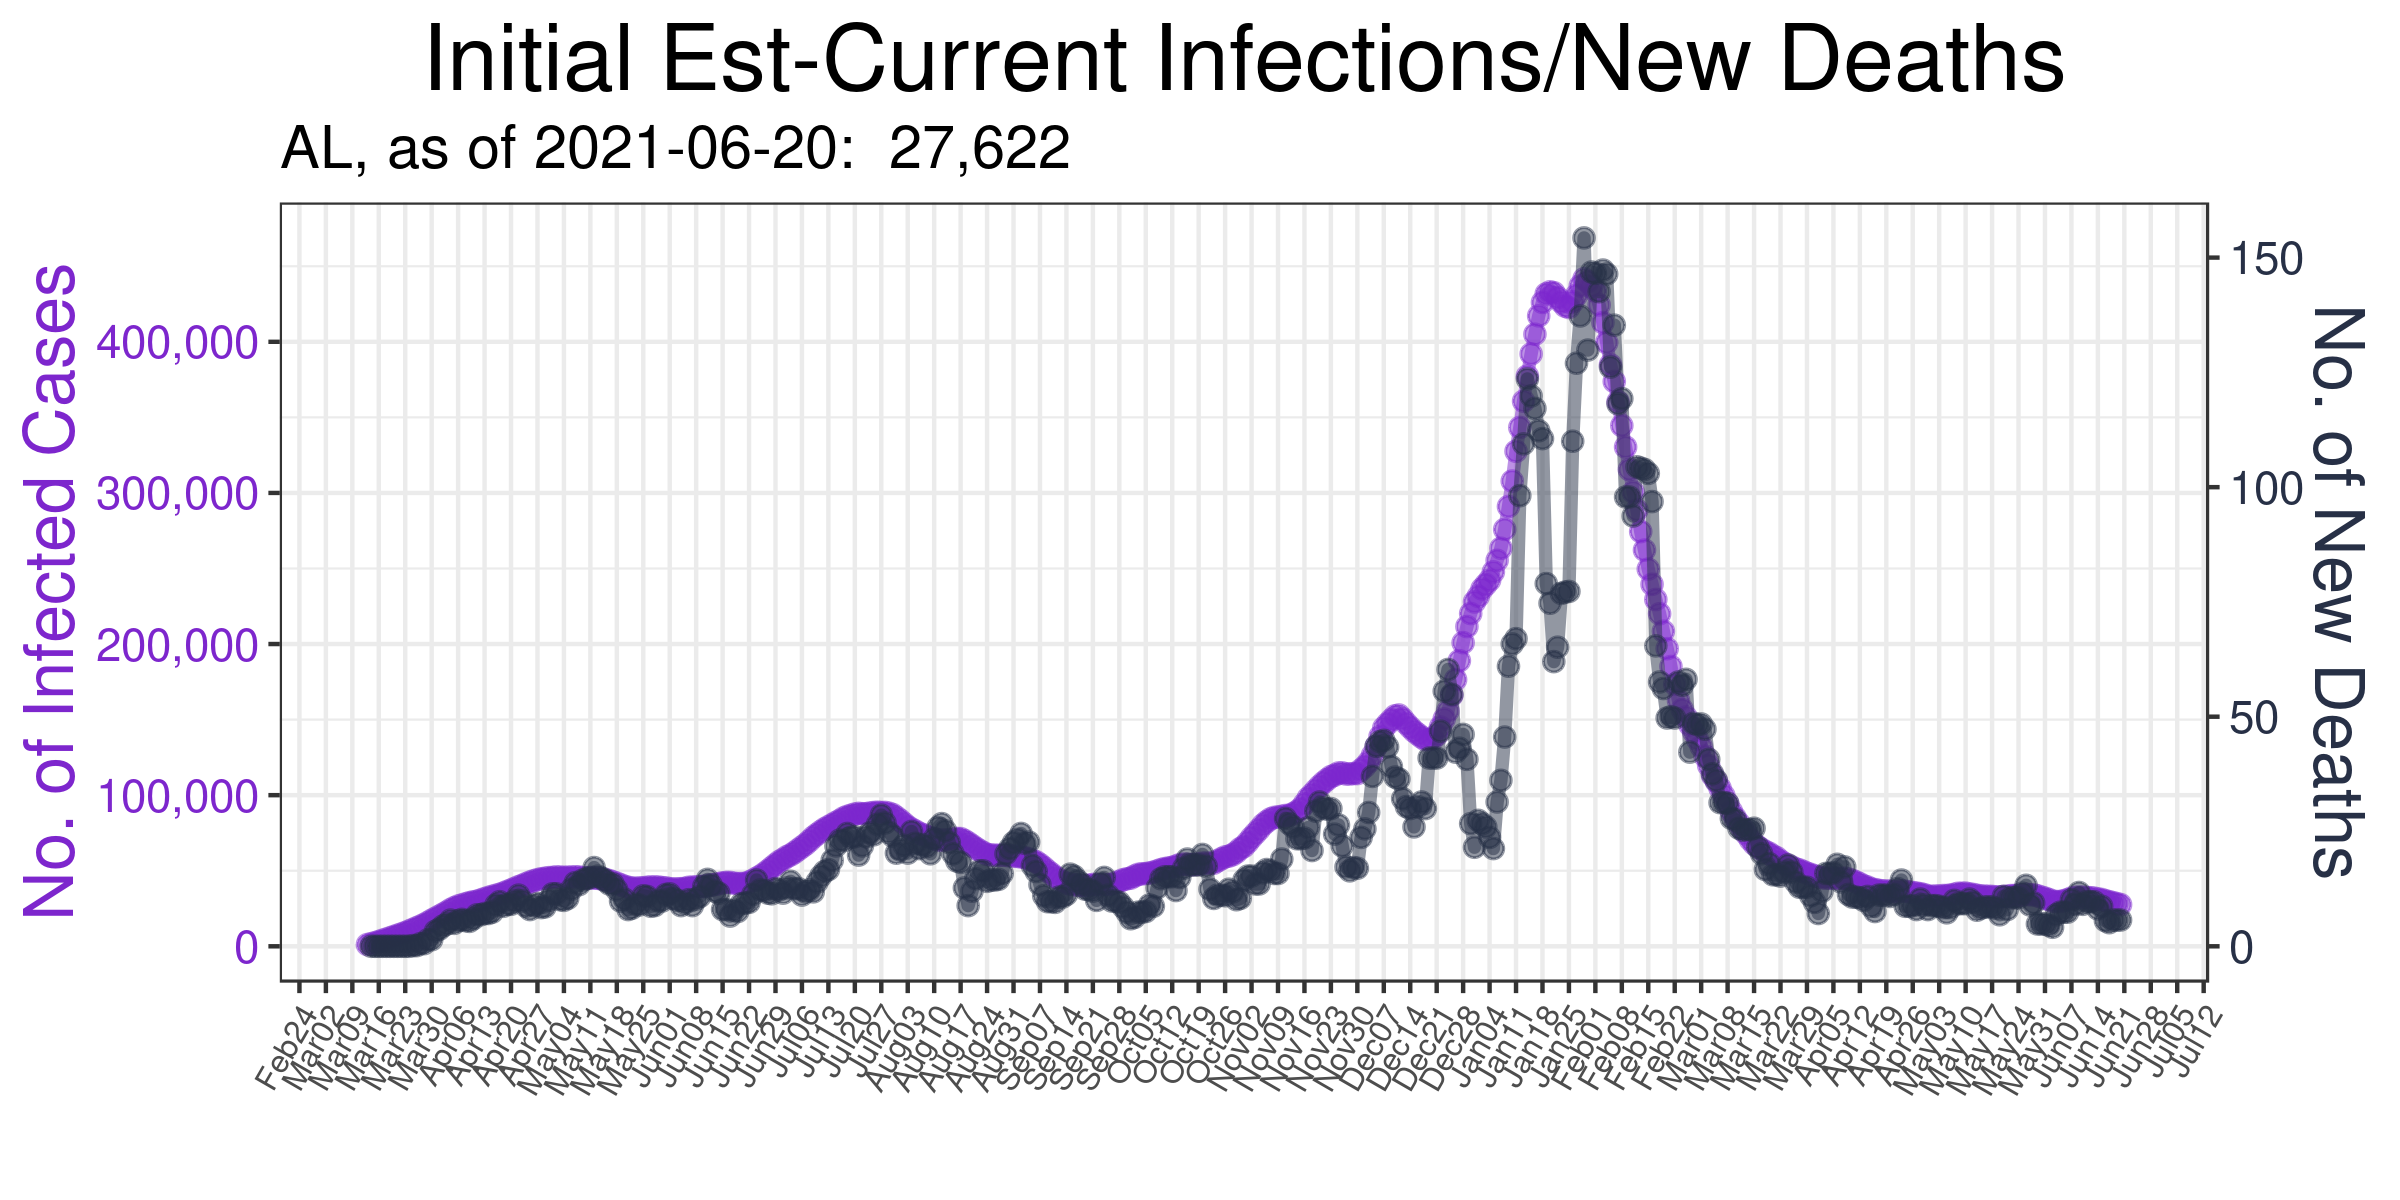 Initial Est-Current Infections/New Deaths
AL, as of 2021-06-20: 27,622
No. of Infected Cases
400,000
300,000
200,000
100,000
0
150
100
50
0
No. of New Deaths
Feb24
Mar02
Mar09
Mar16
Mar23
Mar30
Apr06
Apr13
Apr20
Apr27
May04
May11
May18
May25
Jun01
Jun08
Jun15
Jun22
Jun29
Jul06
Jul13
Jul20
Jul27
Aug03
Aug10
Aug17
Aug24
Aug31
Sep07
Sep14
Sep21
Sep28
Oct05
Oct12
Oct19
Oct26
Nov02
Nov09
Nov16
Nov23
Nov30
Dec07
Dec14
Dec21
Dec28
Jan04
Jan11
Jan18
Jan25
Feb01
Feb08
Feb15
Feb22
Mar01
Mar08
Mar15
Mar22
Mar29
Apr05
Apr12
Apr19
Apr26
May03
May10
May17
May24
May31
Jun07
Jun14
Jun21
Jun28
Jul05
Jul12